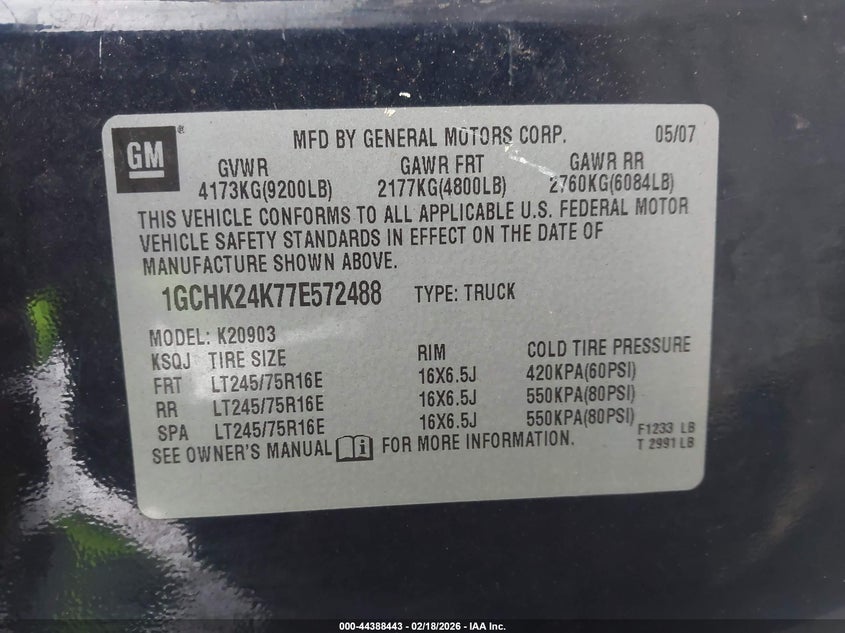 GM ®
MFD BY GENERAL MOTORS CORP. 05/07
GVWR GAWR FRT GAWR RR
4173KG(9200LB) 2177KG(4800LB) 2760KG(6084LB)
THIS VEHICLE CONFORMS TO ALL APPLICABLE U.S. FEDERAL MOTOR
VEHICLE SAFETY STANDARDS IN EFFECT ON THE DATE OF
MANUFACTURE SHOWN ABOVE.
1GCHK24K77E572488 TYPE: TRUCK
MODEL: K20903
KSQJ TIRE SIZE RIM COLD TIRE PRESSURE
FRT LT245/75R16E 16X6.5J 420KPA(60PSI)
RR LT245/75R16E 16X6.5J 550KPA(80PSI)
SPA LT245/75R16E 16X6.5J 550KPA(80PSI)
SEE OWNER'S MANUAL i FOR MORE INFORMATION.
F1233 LB
T 2991 LB
000-44388443 - 02/18/2026 - IAA Inc.